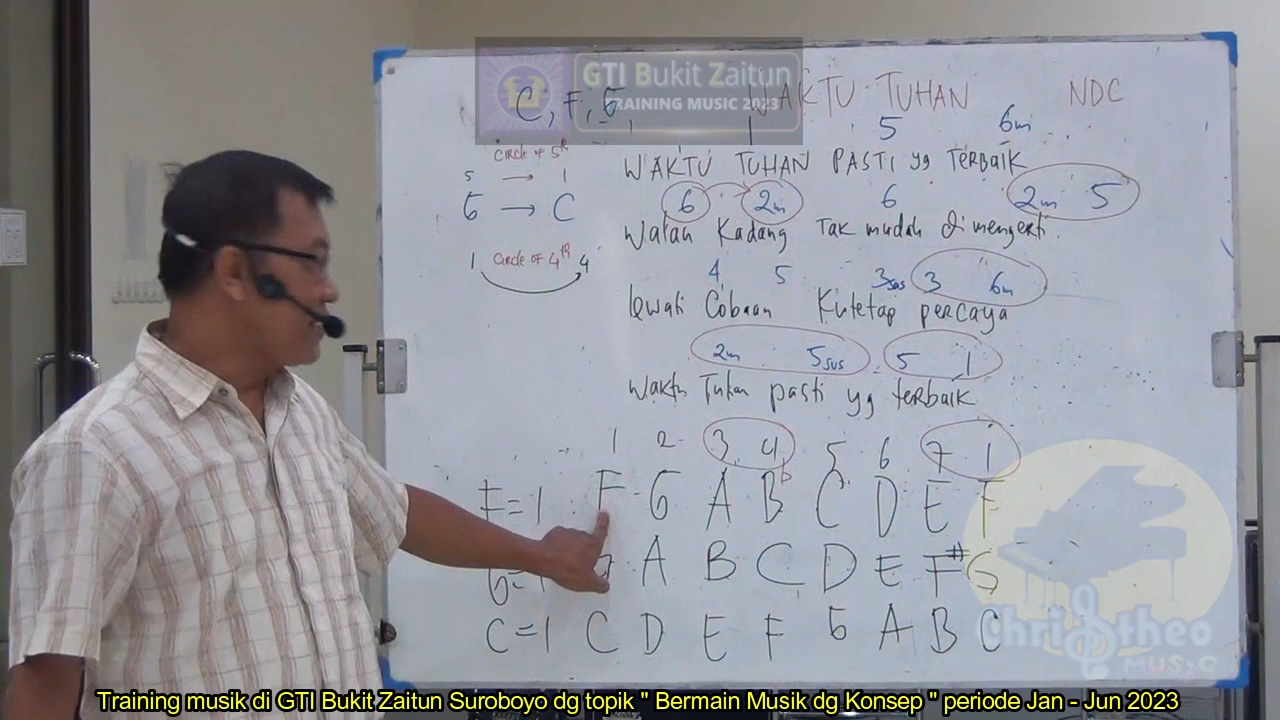 GTI Bukit Zaitun
TRAINING MUSIC 2023
C, F, G,
WAKTU TUHAN NDC
1 5 6m
Circle of 5th
WAKTU TUHAN PASTI yg TERBAIK
5 → 1
6 2m 6 2m 5
G → C
Walau Kadang Tak mudah dimengerti.
1 Circle of 4th 4
4 5 3sus 3 6m
lewati Cobaan Kutetap percaya
2m 5sus 5 1
Waktu Tuhan pasti yg terbaik
1 2 3 4 5 6 7 1
F=1 F G A Bb C D E F
G=1 G A B C D E F# G
C=1 C D E F G A B C
Christheo
MUSIC
Training musik di GTI Bukit Zaitun Suroboyo dg topik " Bermain Musik dg Konsep " periode Jan - Jun 2023